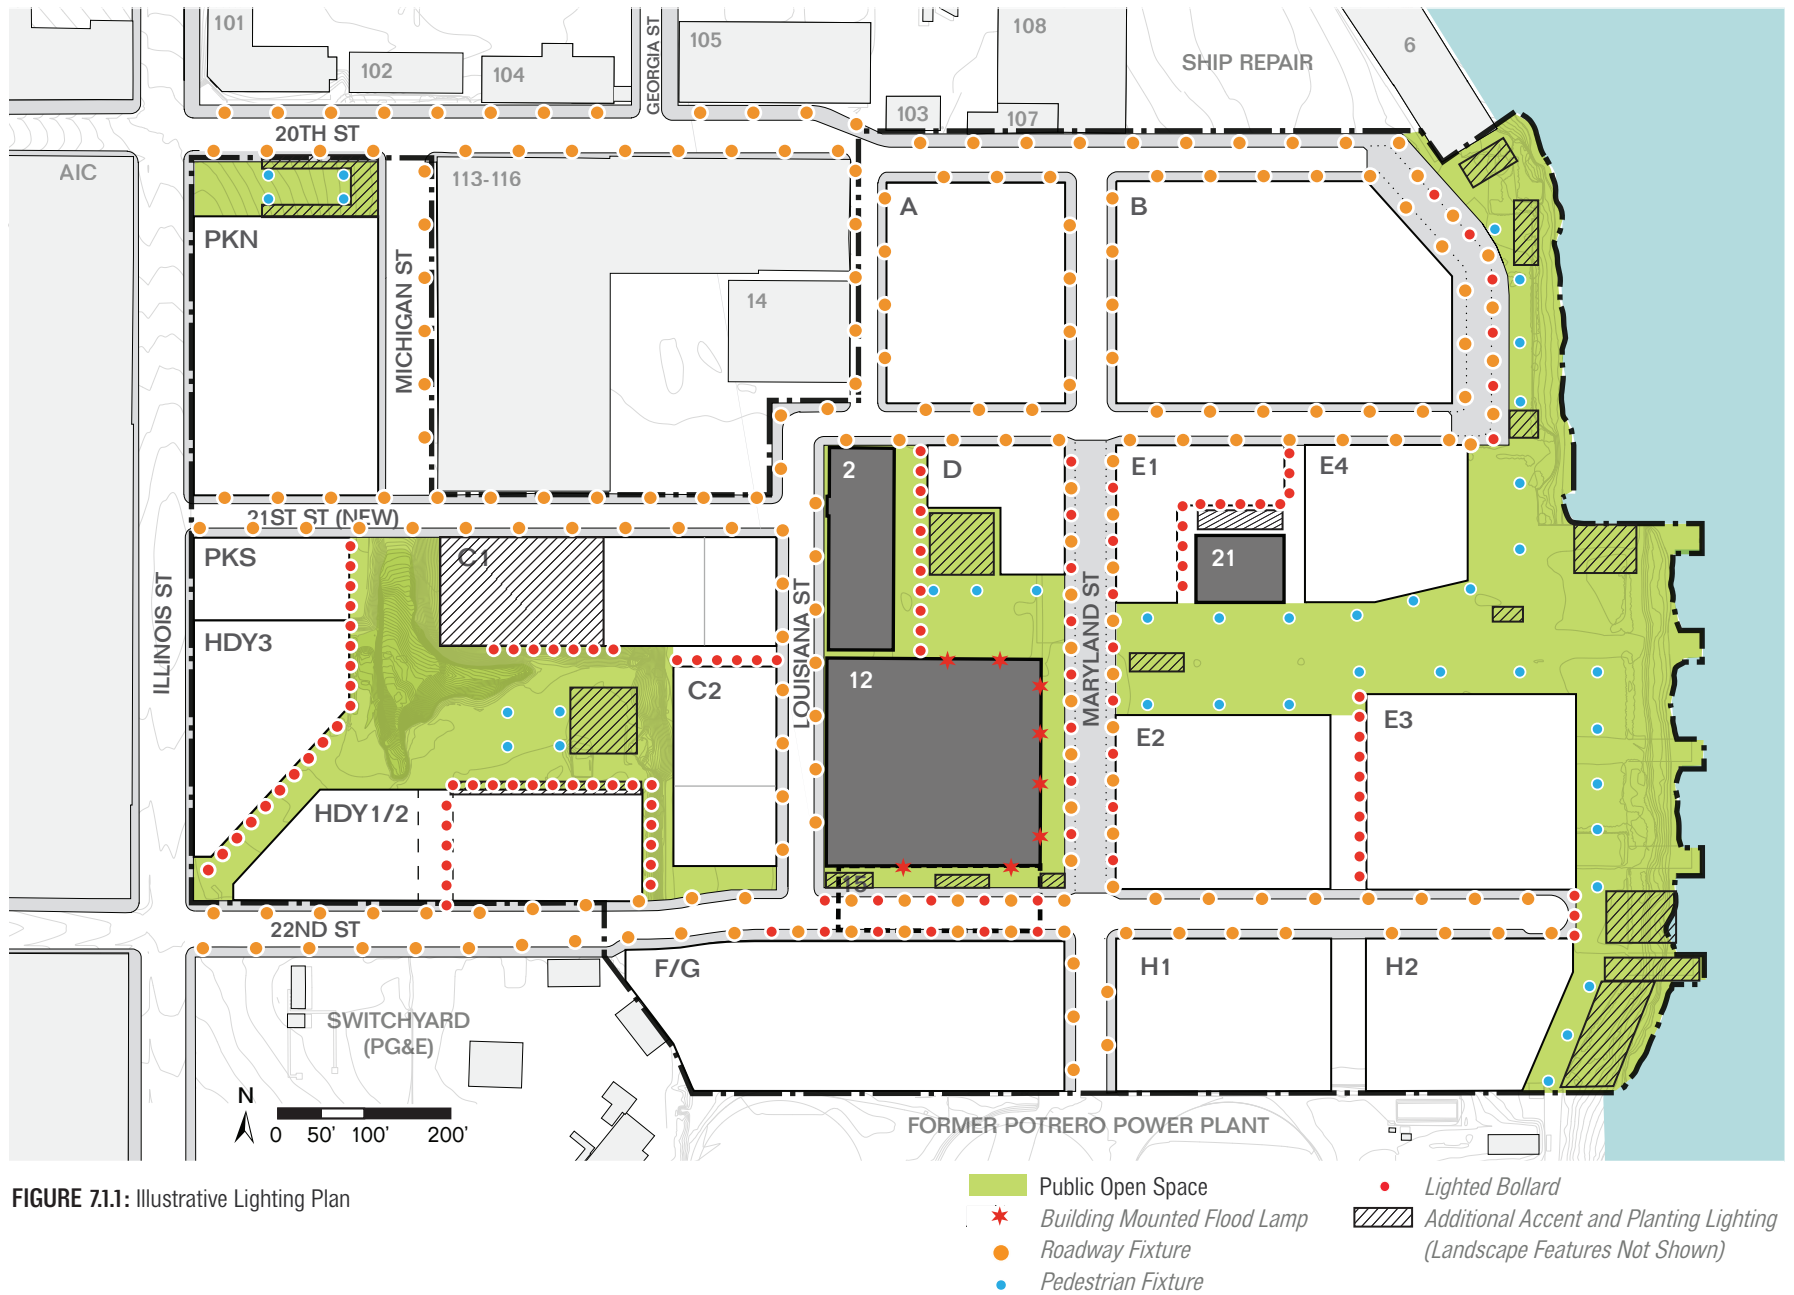 101
102
104
GEORGIA ST
105
103
107
108
SHIP REPAIR
6
20TH ST
AIC
PKN
MICHIGAN ST
113-116
14
A
B
21ST ST (NEW)
2
D
E1
E4
PKS
C1
21
HDY3
ILLINOIS ST
LOUISIANA ST
MARYLAND ST
12
C2
E2
E3
HDY1/2
15
22ND ST
F/G
H1
H2
SWITCHYARD
(PG&E)
N
0 50' 100' 200'
FORMER POTRERO POWER PLANT
FIGURE 7.1.1: Illustrative Lighting Plan
Public Open Space
Building Mounted Flood Lamp
Roadway Fixture
Pedestrian Fixture
Lighted Bollard
Additional Accent and Planting Lighting
(Landscape Features Not Shown)